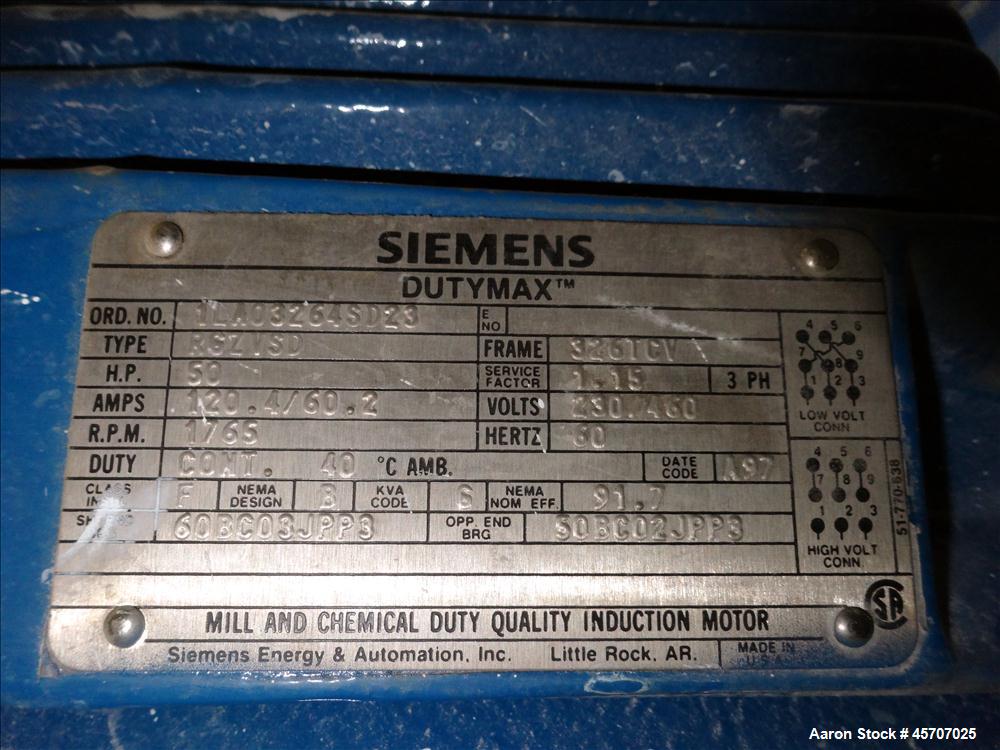 SIEMENS
DUTYMAX™
ORD. NO. 1LA03264SD23 E NO
TYPE RGZVSD FRAME 326TCV
H.P. 50 SERVICE FACTOR 1.15 3 PH
AMPS 120.4/60.2 VOLTS 230/460
R.P.M. 1765 HERTZ 60
DUTY CONT. 40 °C AMB. DATE CODE A97
CLASS F NEMA DESIGN B KVA CODE G NEMA NOM EFF. 91.7
60BC03JPP3 OPP. END BRG 50BC02JPP3
4 5 6
7 8 9
1 2 3
LOW VOLT
CONN
4 5 6
7 8 9
1 2 3
HIGH VOLT
CONN.
51-770-638
MILL AND CHEMICAL DUTY QUALITY INDUCTION MOTOR
SA
Siemens Energy & Automation, Inc. Little Rock, AR. MADE IN U.S.A.
Aaron Stock # 45707025